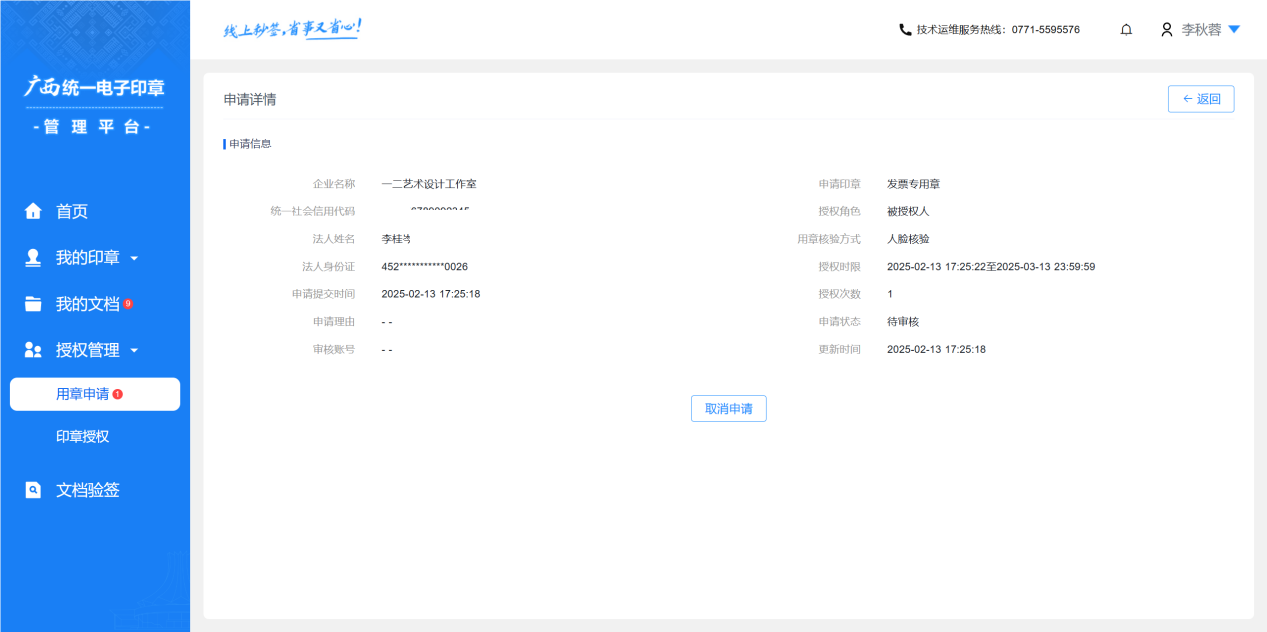 线上秒签,省事又省心!
技术运维服务热线：0771-5595576
李秋蓉
广西统一电子印章
-管理平台-
首页
我的印章
我的文档 9
授权管理
用章申请 1
印章授权
文档验签
申请详情
← 返回
申请信息
企业名称 一二艺术设计工作室
申请印章 发票专用章
统一社会信用代码
授权角色 被授权人
法人姓名 李桂
用章核验方式 人脸核验
法人身份证 452***********0026
授权时限 2025-02-13 17:25:22至2025-03-13 23:59:59
申请提交时间 2025-02-13 17:25:18
授权次数 1
申请理由 - -
申请状态 待审核
审核账号 - -
更新时间 2025-02-13 17:25:18
取消申请